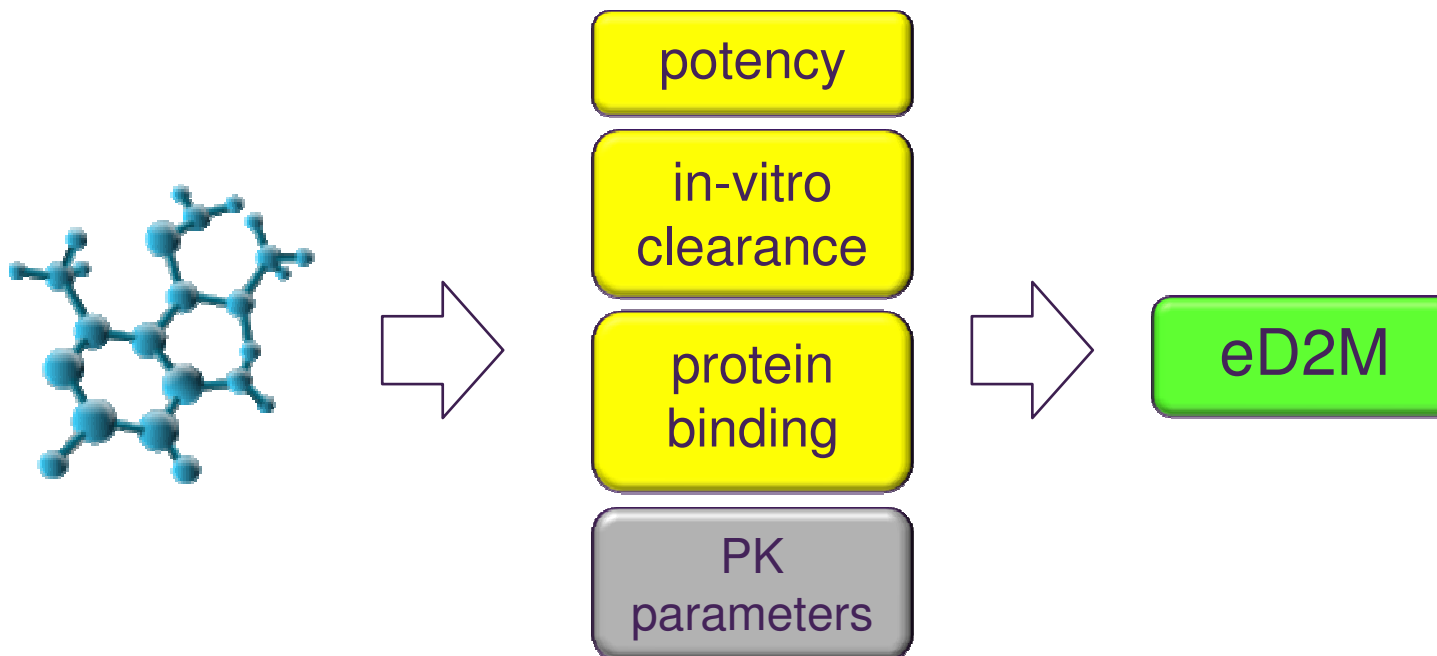 potency
in-vitro
clearance
protein
binding
PK
parameters
eD2M